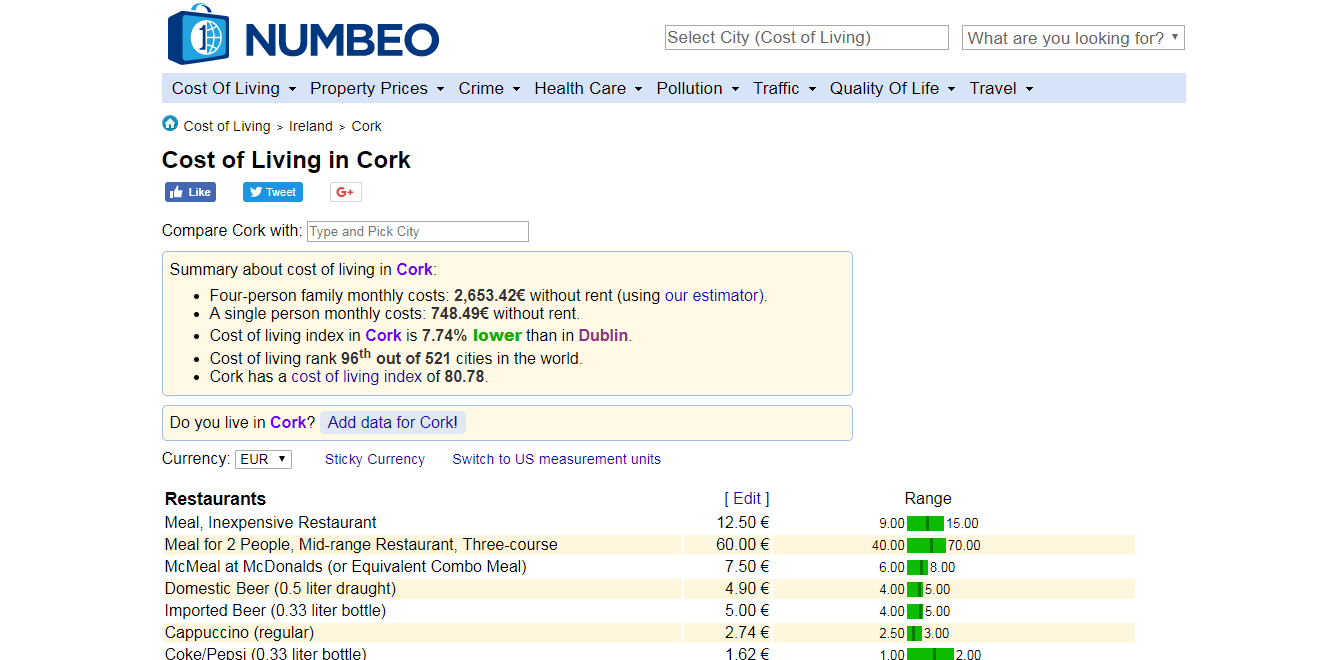 NUMBEO
Select City (Cost of Living)
What are you looking for?
Cost Of Living Property Prices Crime Health Care Pollution Traffic Quality Of Life Travel
Cost of Living > Ireland > Cork
Cost of Living in Cork
Like Tweet G+
Compare Cork with: Type and Pick City
Summary about cost of living in Cork:
• Four-person family monthly costs: 2,653.42€ without rent (using our estimator).
• A single person monthly costs: 748.49€ without rent.
• Cost of living index in Cork is 7.74% lower than in Dublin.
• Cost of living rank 96th out of 521 cities in the world.
• Cork has a cost of living index of 80.78.
Do you live in Cork? Add data for Cork!
Currency: EUR Sticky Currency Switch to US measurement units
Restaurants [ Edit ] Range
Meal, Inexpensive Restaurant 12.50 € 9.00 15.00
Meal for 2 People, Mid-range Restaurant, Three-course 60.00 € 40.00 70.00
McMeal at McDonalds (or Equivalent Combo Meal) 7.50 € 6.00 8.00
Domestic Beer (0.5 liter draught) 4.90 € 4.00 5.00
Imported Beer (0.33 liter bottle) 5.00 € 4.00 5.00
Cappuccino (regular) 2.74 € 2.50 3.00
Coke/Pepsi (0.33 liter bottle) 1.62 € 1.00 2.00